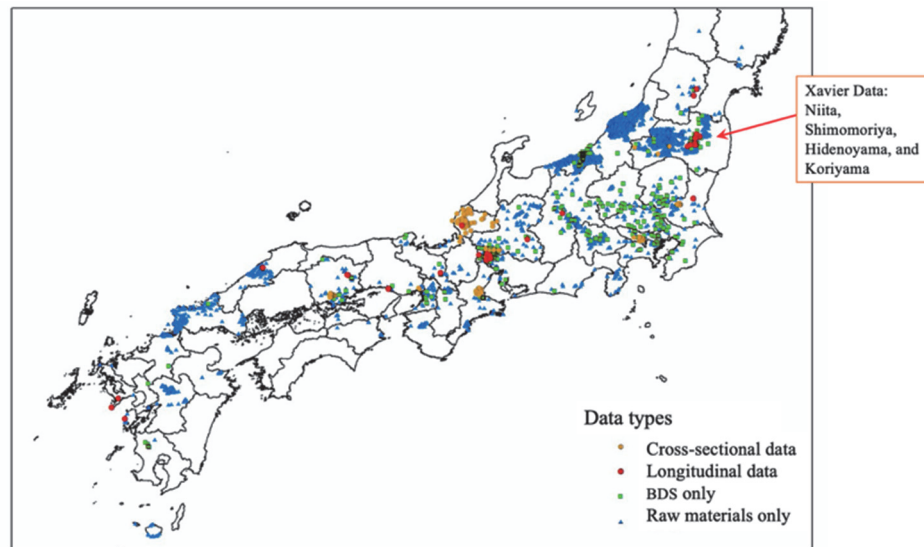 Xavier Data:
Niita,
Shimomoriya,
Hidenoyama, and
Koriyama
Data types
Cross-sectional data
Longitudinal data
BDS only
Raw materials only